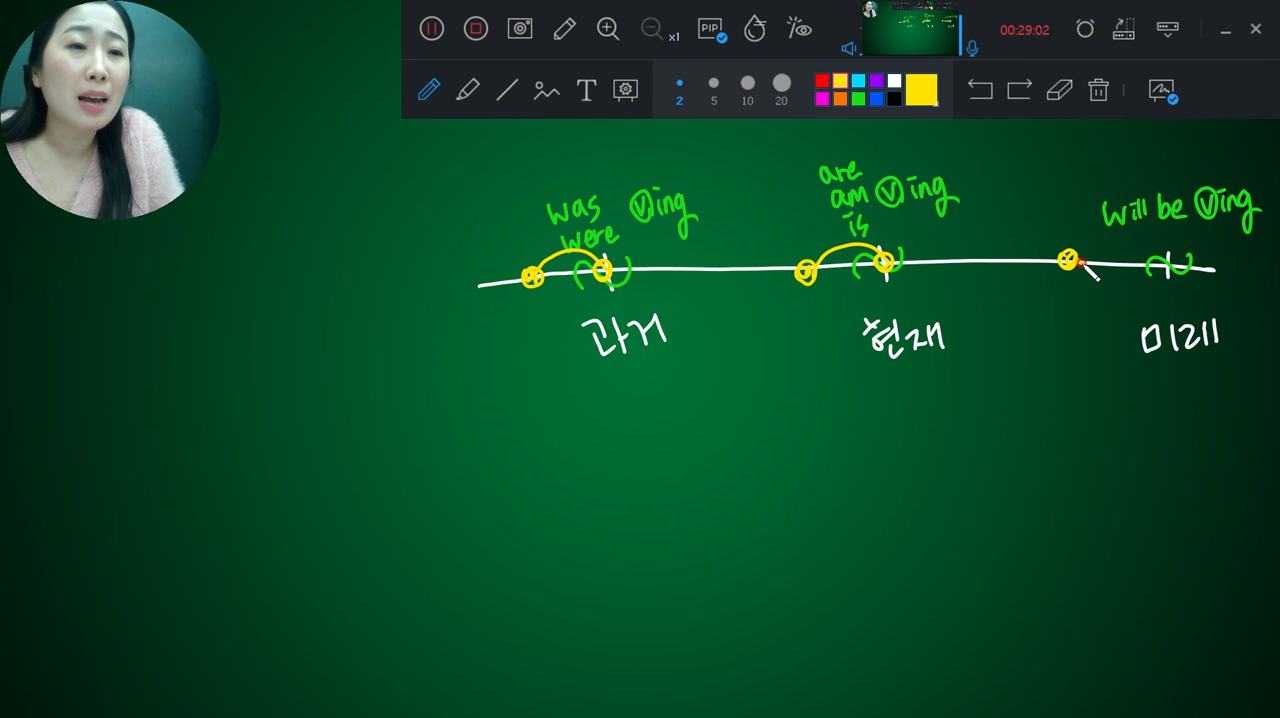 PIP
x1
00:29:02
T
2
5
10
20
was
were
Ving
are
am
is
Ving
will be Ving
과거
현재
미래